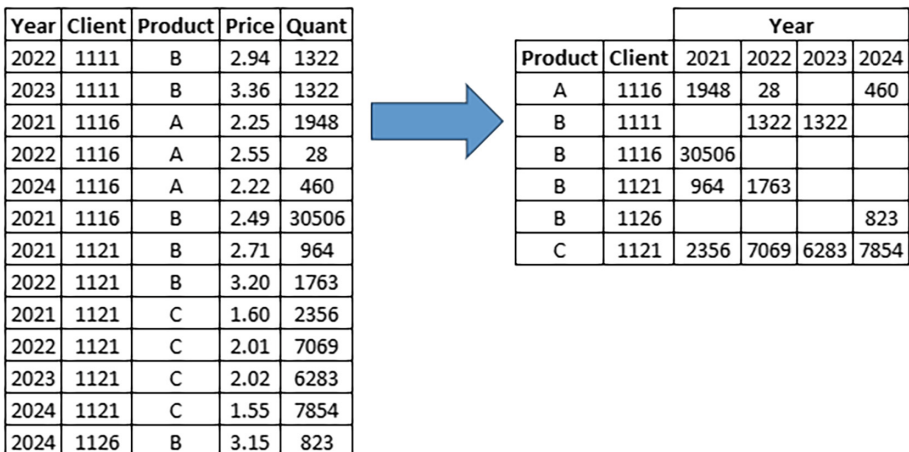 Year Client Product Price Quant
2022 1111 B 2.94 1322
2023 1111 B 3.36 1322
2021 1116 A 2.25 1948
2022 1116 A 2.55 28
2024 1116 A 2.22 460
2021 1116 B 2.49 30506
2021 1121 B 2.71 964
2022 1121 B 3.20 1763
2021 1121 C 1.60 2356
2022 1121 C 2.01 7069
2023 1121 C 2.02 6283
2024 1121 C 1.55 7854
2024 1126 B 3.15 823
Year
Product Client 2021 2022 2023 2024
A 1116 1948 28 460
B 1111 1322 1322
B 1116 30506
B 1121 964 1763
B 1126 823
C 1121 2356 7069 6283 7854